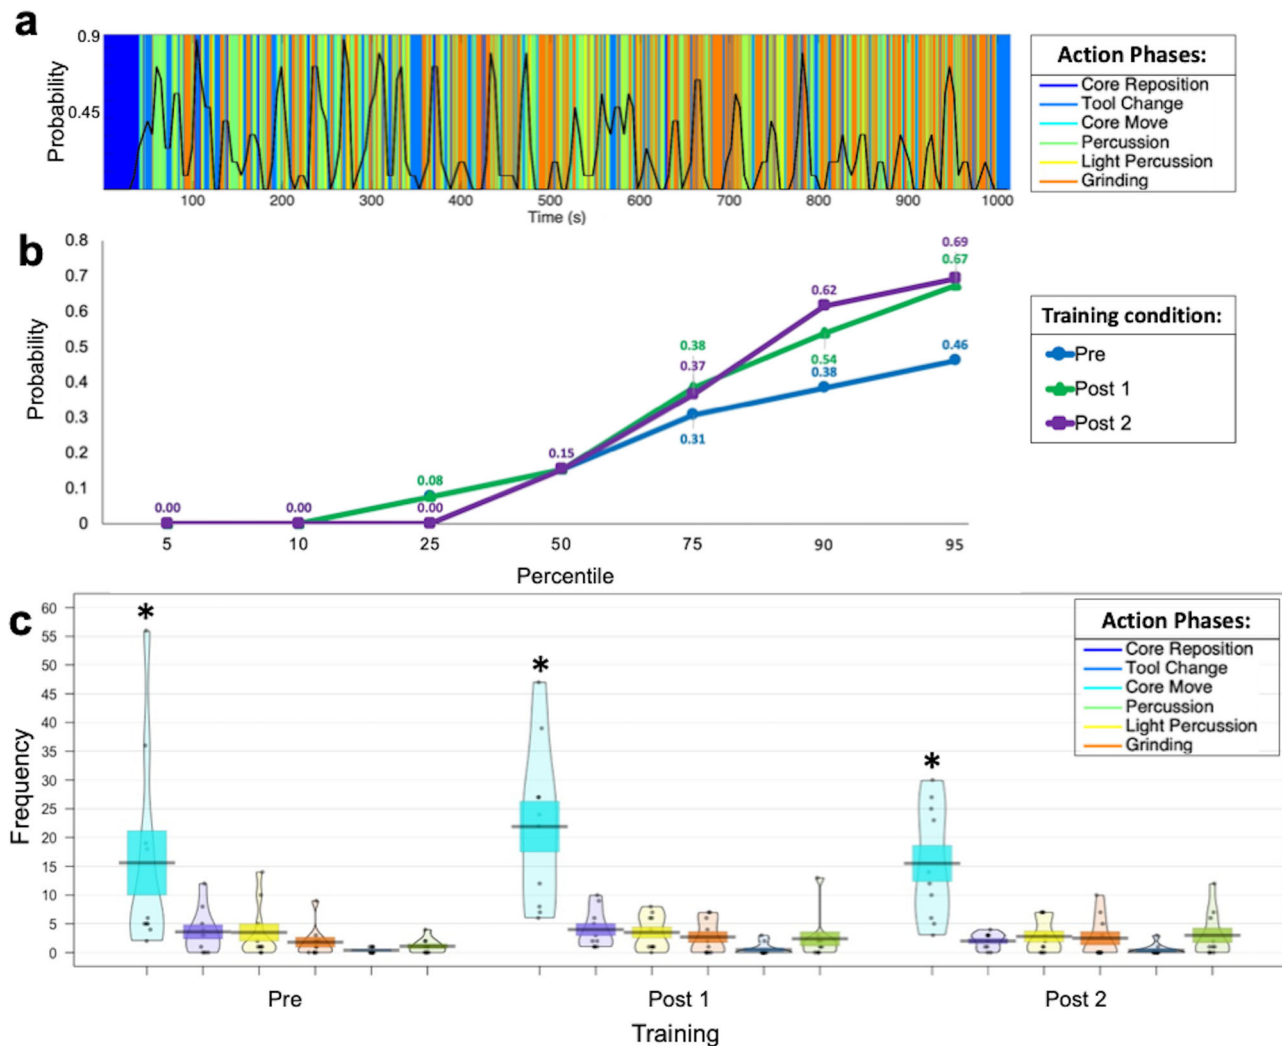 a
0.9
0.45
Probability
100 200 300 400 500 600 700 800 900 1000
Time (s)
Action Phases:
Core Reposition
Tool Change
Core Move
Percussion
Light Percussion
Grinding
b
0.8
0.7
0.6
0.5
0.4
0.3
0.2
0.1
0
Probability
0.00
0.00
0.08
0.00
0.15
0.38
0.37
0.31
0.62
0.54
0.38
0.69
0.67
0.46
5 10 25 50 75 90 95
Percentile
Training condition:
Pre
Post 1
Post 2
c
60
55
50
45
40
35
30
25
20
15
10
5
0
Frequency
*
*
*
Action Phases:
Core Reposition
Tool Change
Core Move
Percussion
Light Percussion
Grinding
Pre Post 1 Post 2
Training